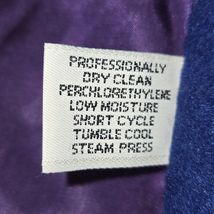 PROFESSIONALLY
DRY CLEAN
PERCHLORETHYLENE
LOW MOISTURE
SHORT CYCLE
TUMBLE COOL
STEAM PRESS